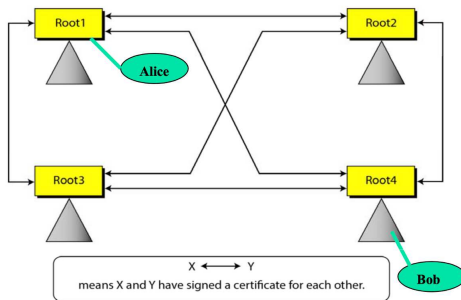 Root1
Root2
Alice
Root3
Root4
X Y
means X and Y have signed a certificate for each other.
Bob